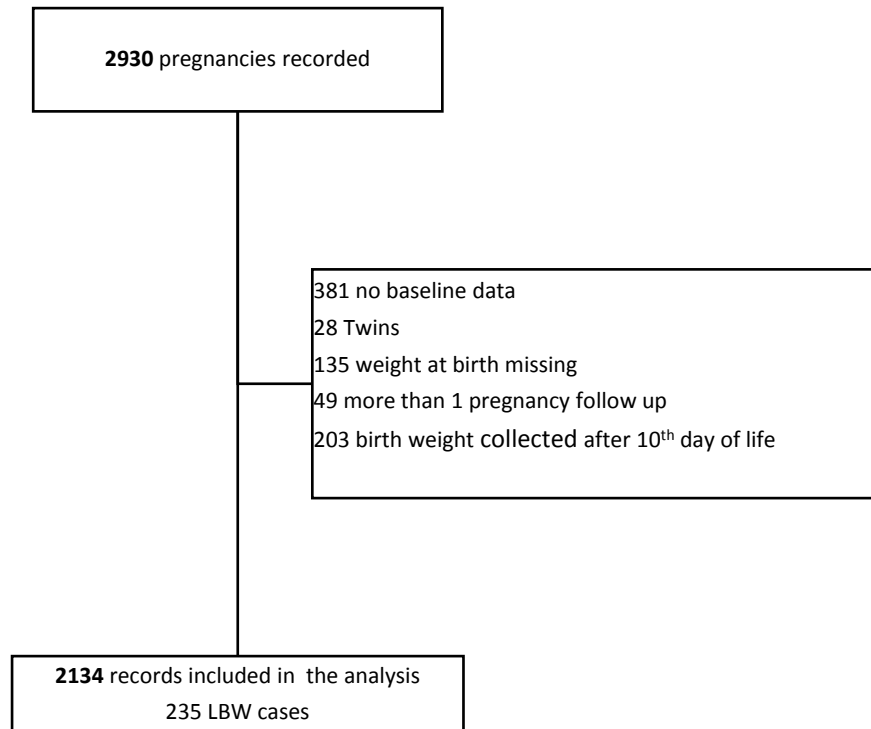 2930 pregnancies recorded
381 no baseline data
28 Twins
135 weight at birth missing
49 more than 1 pregnancy follow up
203 birth weight collected after 10th day of life
2134 records included in the analysis
235 LBW cases